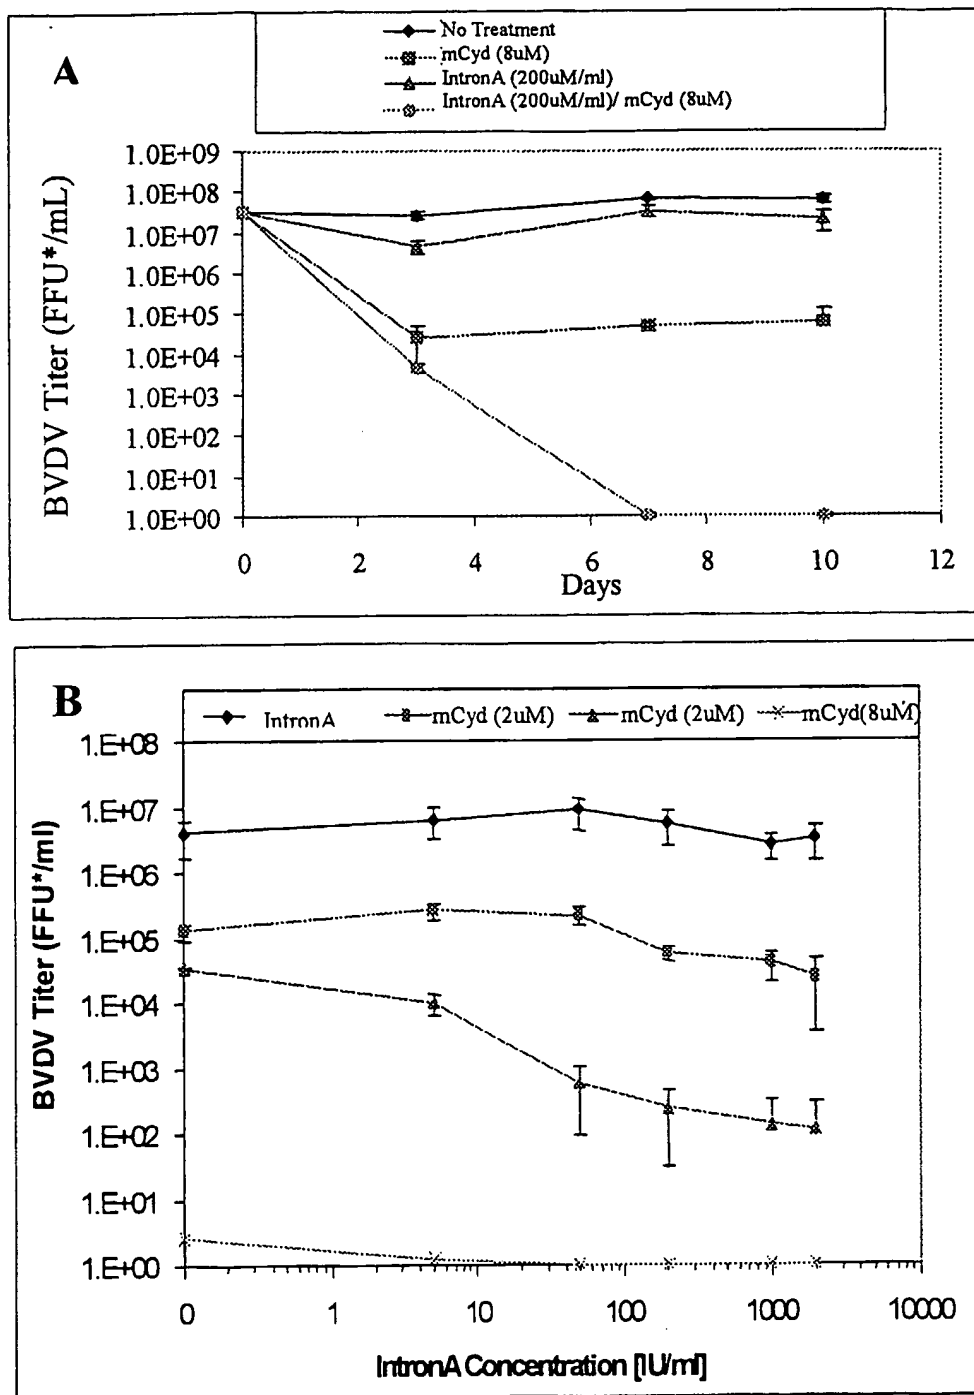 A
No Treatment
mCyd (8uM)
IntronA (200uM/ml)
IntronA (200uM/ml)/ mCyd (8uM)
BVDV Titer (FFU*/mL)
1.0E+09
1.0E+08
1.0E+07
1.0E+06
1.0E+05
1.0E+04
1.0E+03
1.0E+02
1.0E+01
1.0E+00
0 2 4 6 8 10 12
Days
B
IntronA mCyd (2uM) mCyd (2uM) mCyd(8uM)
BVDV Titer (FFU*/ml)
1.E+08
1.E+07
1.E+06
1.E+05
1.E+04
1.E+03
1.E+02
1.E+01
1.E+00
0 1 10 100 1000 10000
IntronA Concentration [IU/ml]